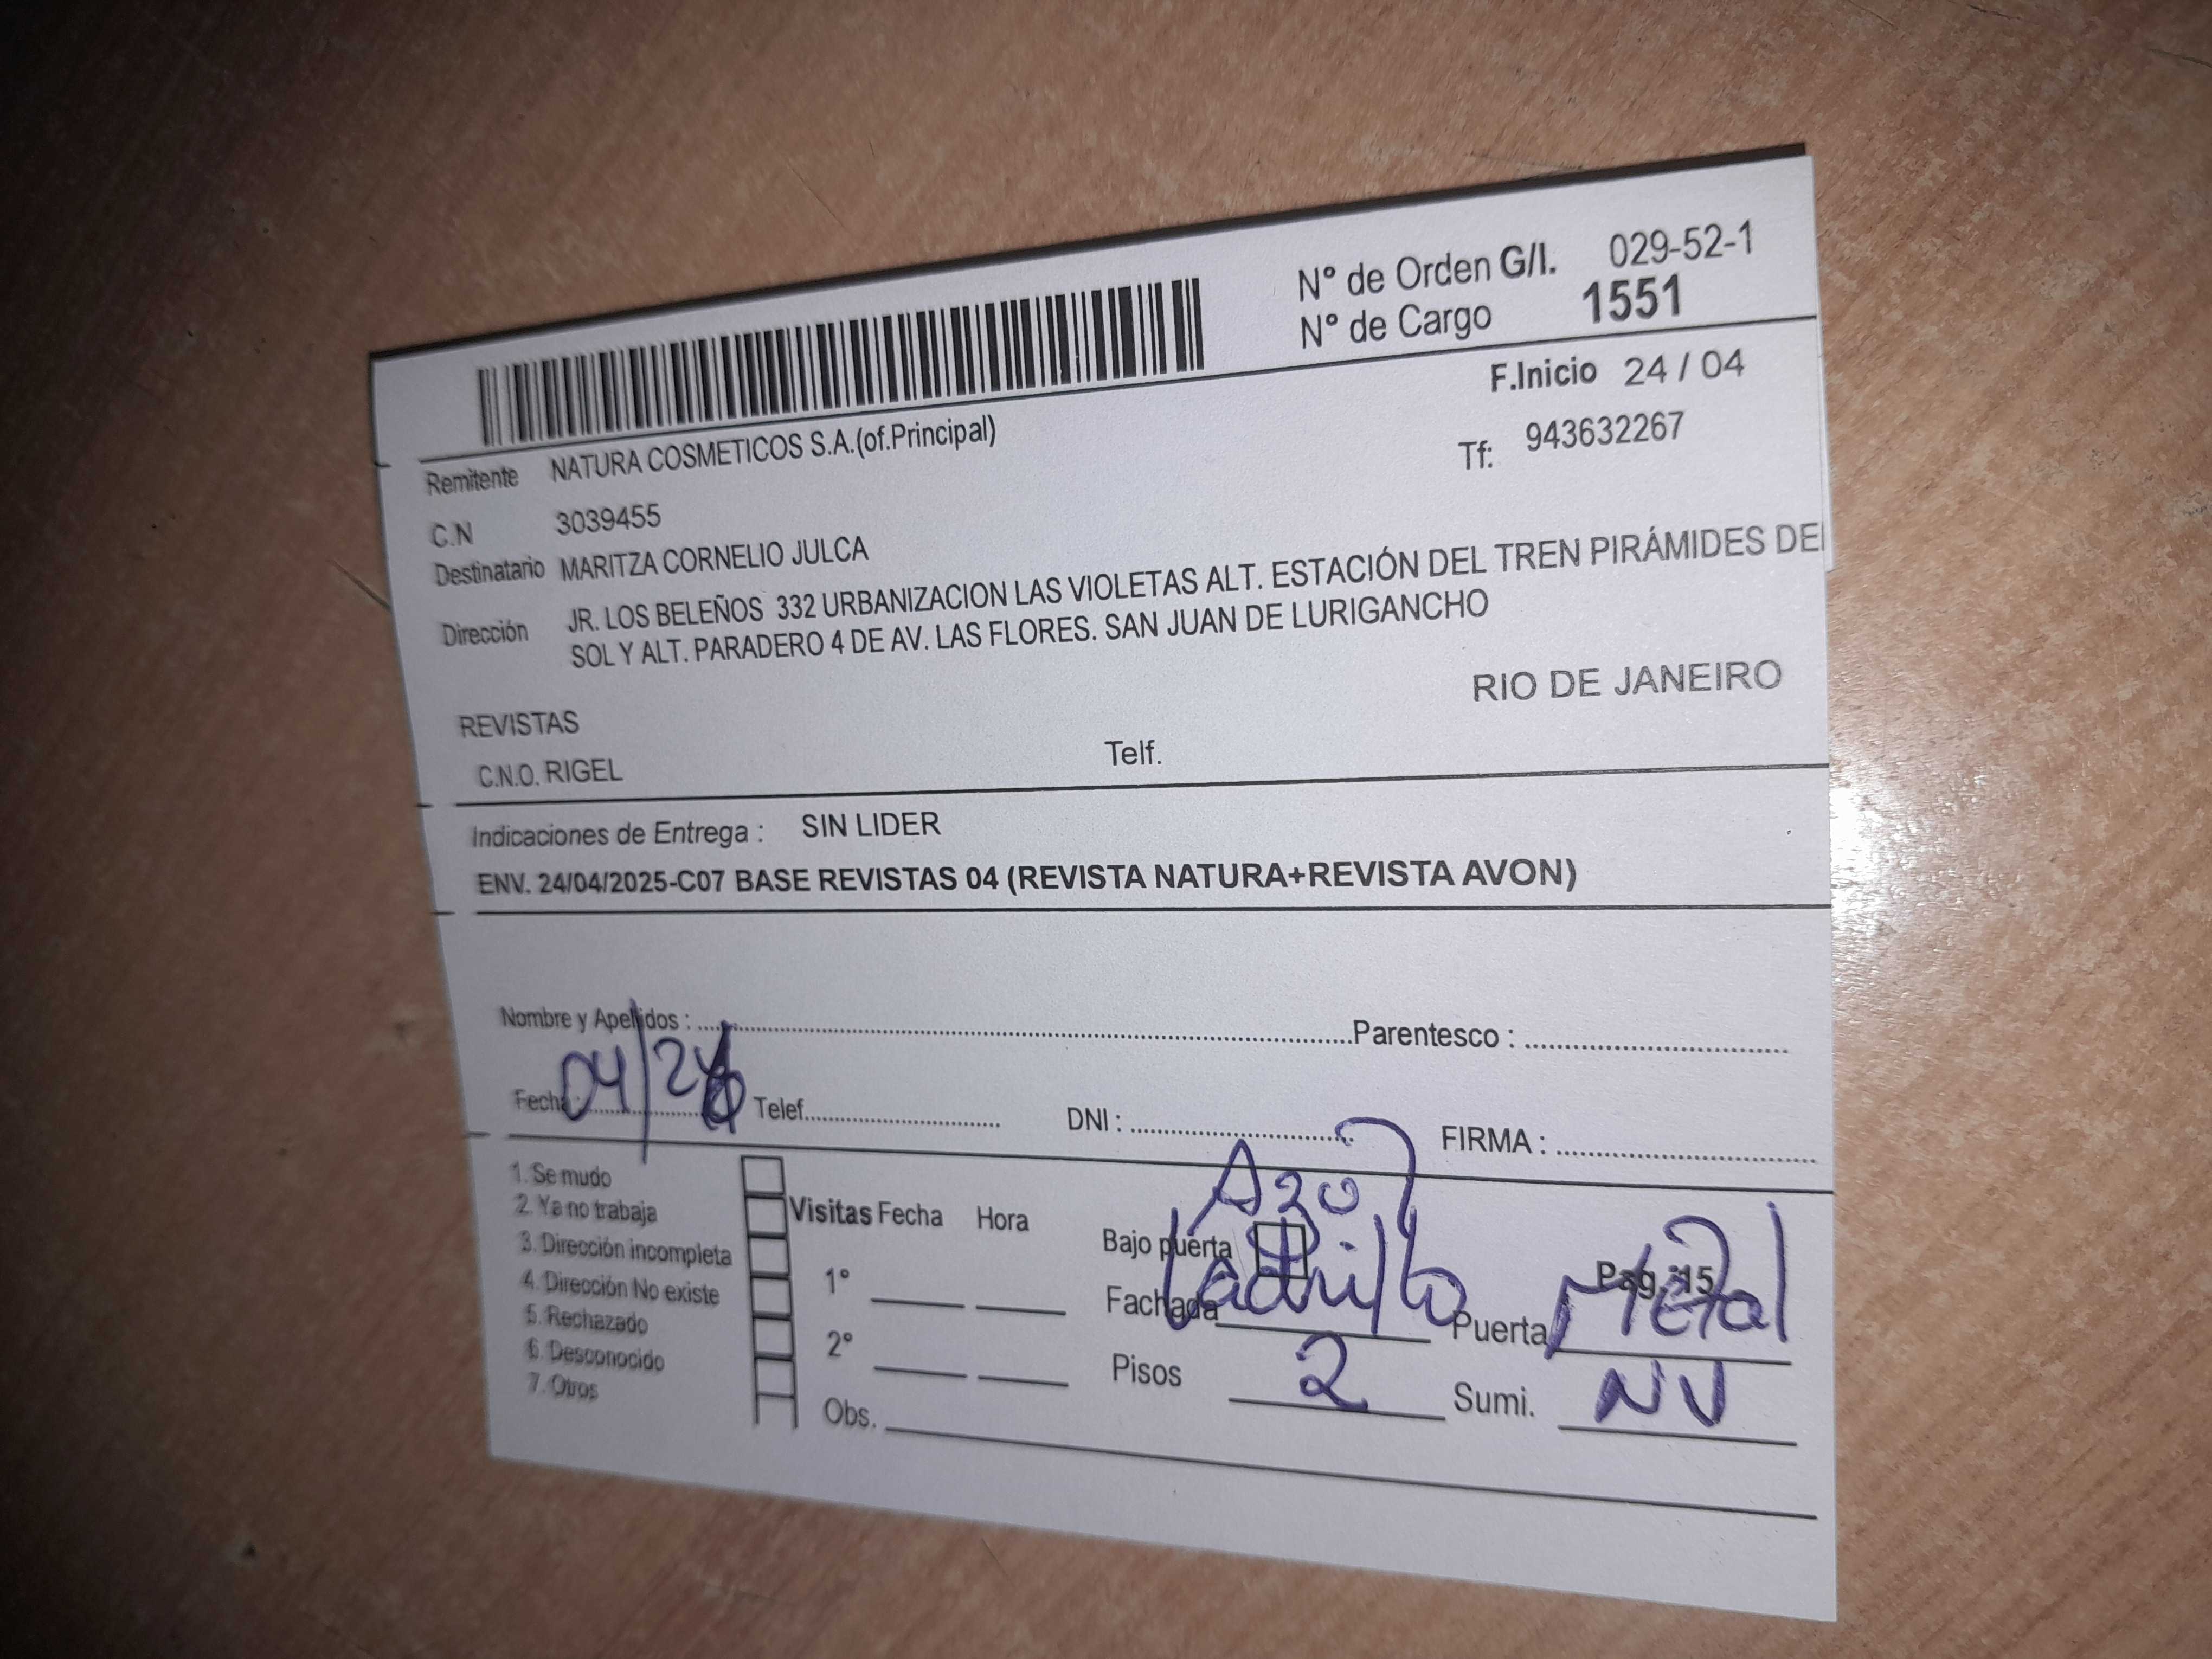 Nº de Orden G/I. 029-52-1
Nº de Cargo 1551
F.Inicio 24 / 04
Remitente NATURA COSMETICOS S.A.(of.Principal)
Tf: 943632267
C.N 3039455
Destinatario MARITZA CORNELIO JULCA
Dirección JR. LOS BELEÑOS 332 URBANIZACION LAS VIOLETAS ALT. ESTACIÓN DEL TREN PIRÁMIDES DEL
SOL Y ALT. PARADERO 4 DE AV. LAS FLORES. SAN JUAN DE LURIGANCHO
RIO DE JANEIRO
REVISTAS
C.N.O. RIGEL Telf.
Indicaciones de Entrega : SIN LIDER
ENV. 24/04/2025-C07 BASE REVISTAS 04 (REVISTA NATURA+REVISTA AVON)
Nombre y Apellidos : Parentesco :
Fecha : 04/ Telef. DNI : FIRMA :
1. Se mudo
2. Ya no trabaja
3. Dirección incompleta
4. Dirección No existe
5. Rechazado
6. Desconocido
7. Otros
Visitas Fecha Hora
1º
2º
Obs.
Bajo puerta
Pag. :15
Fachada Ladrillo Puerta Metal
Pisos 2 Sumi. NV